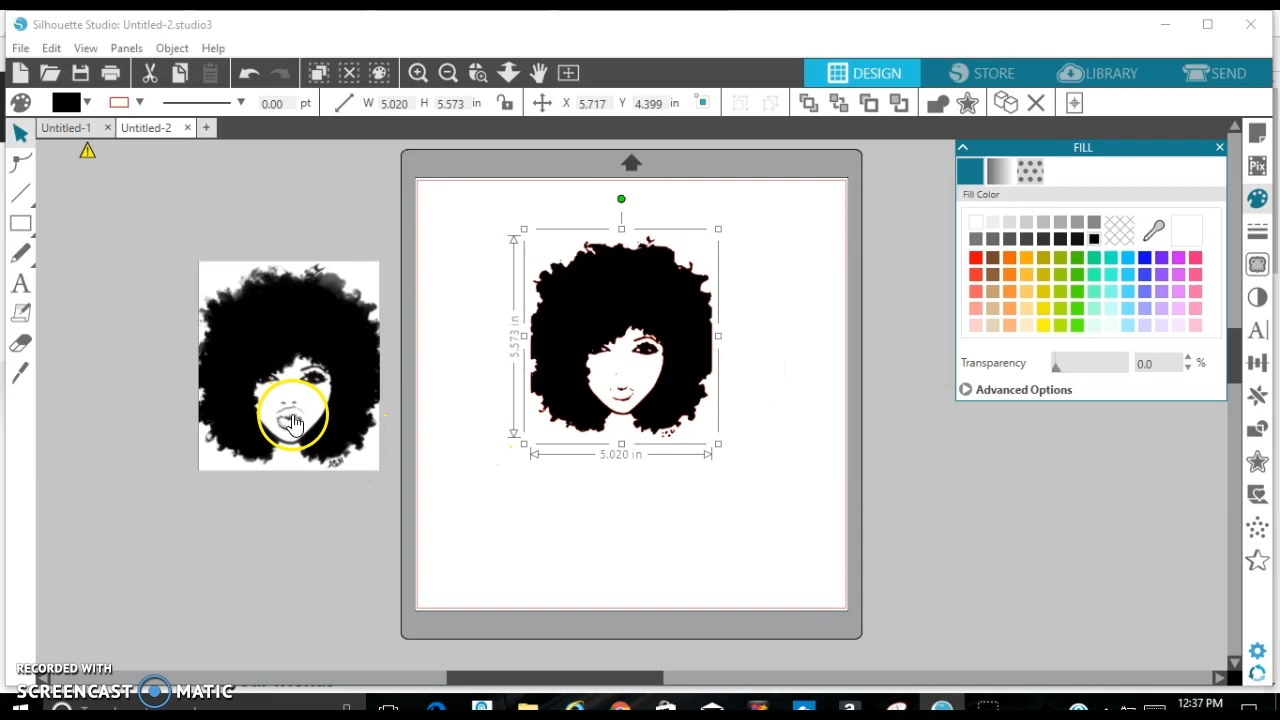 Silhouette Studio: Untitled-2.studio3
File Edit View Panels Object Help
DESIGN STORE LIBRARY SEND
0.00 pt W 5.020 H 5.573 in X 5.717 Y 4.399 in
Untitled-1 × Untitled-2 × +
FILL
Fill Color
5.573 in
5.020 in
Transparency 0.0 %
Advanced Options
RECORDED WITH
SCREENCAST MATIC
12:37 PM